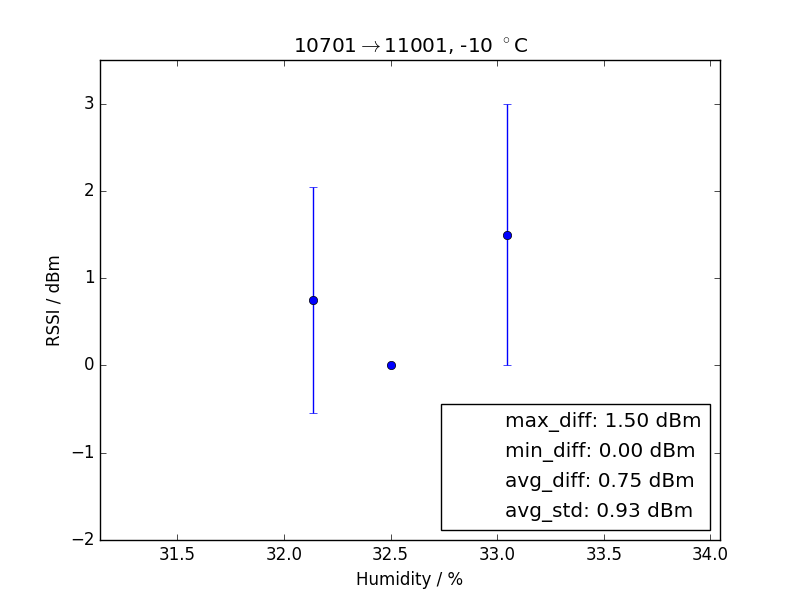 10701→11001, -10 °C
3
2
1
0
−1
−2
RSSI / dBm
max_diff: 1.50 dBm
min_diff: 0.00 dBm
avg_diff: 0.75 dBm
avg_std: 0.93 dBm
31.5 32.0 32.5 33.0 33.5 34.0
Humidity / %